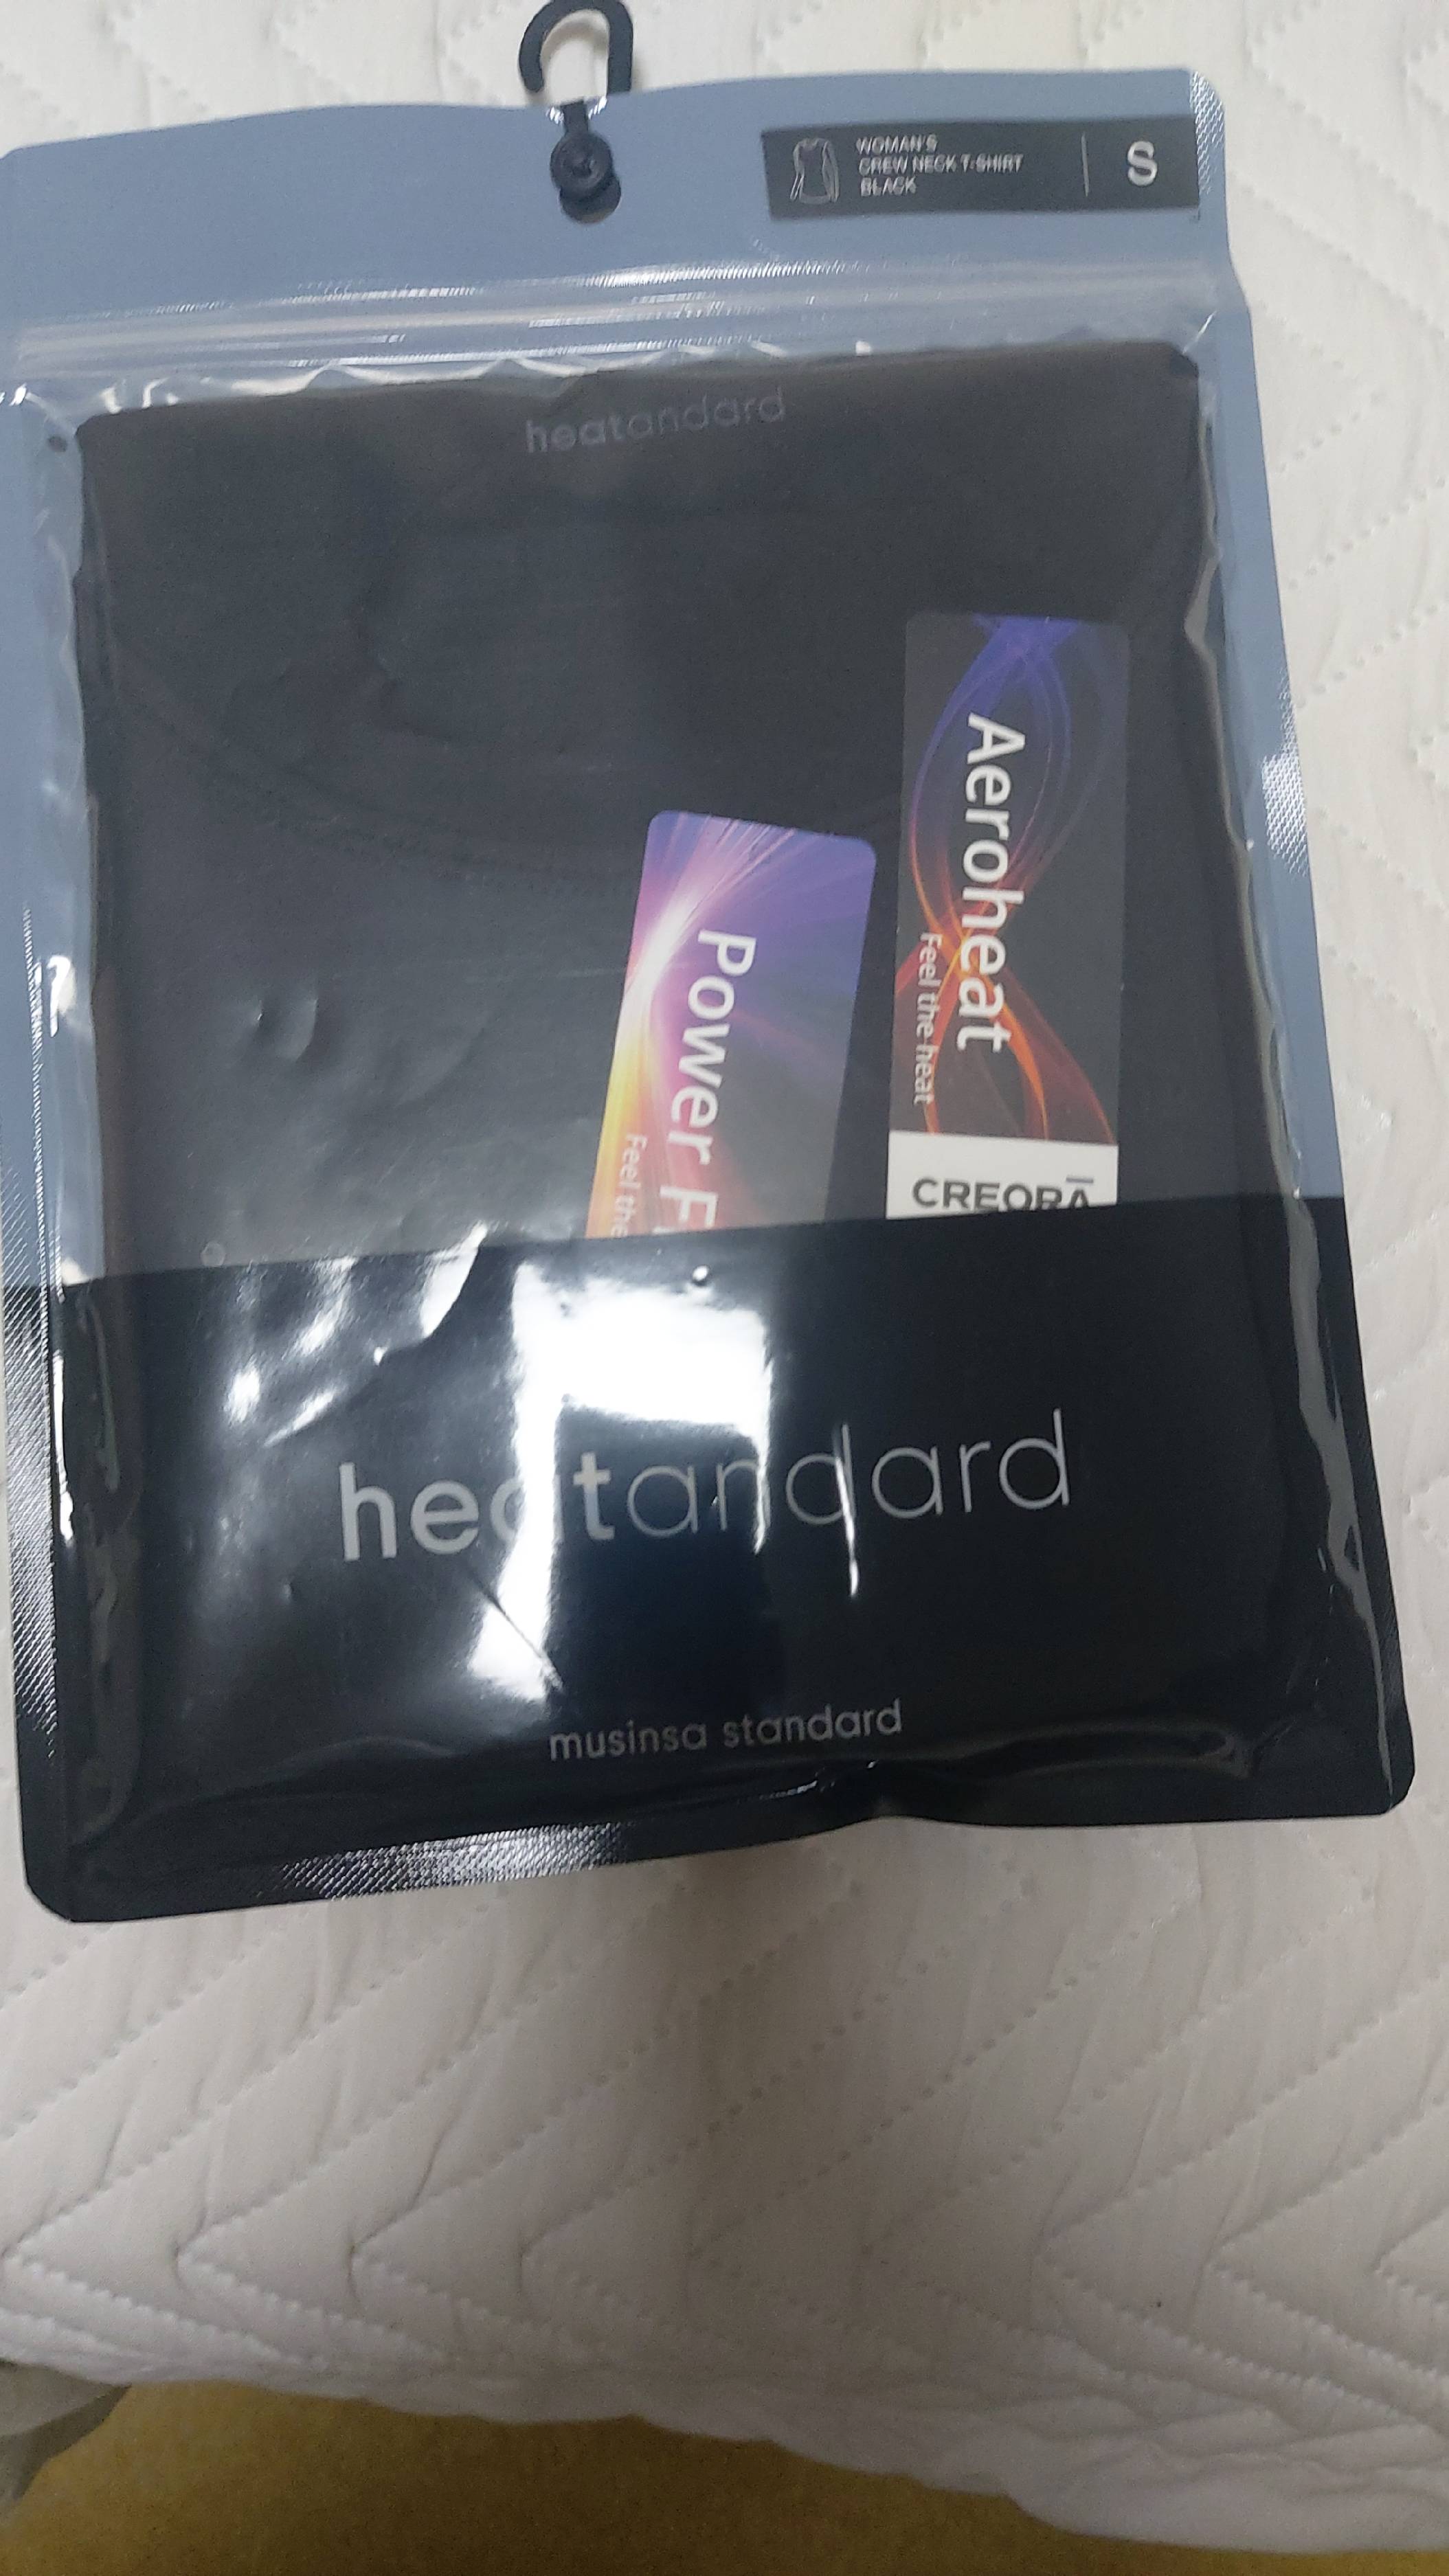 WOMAN'S
CREW NECK T-SHIRT
BLACK
S
heatandard
Aeroheat
Feel the heat
CREORA
Power F
Feel the
heatandard
musinsa standard